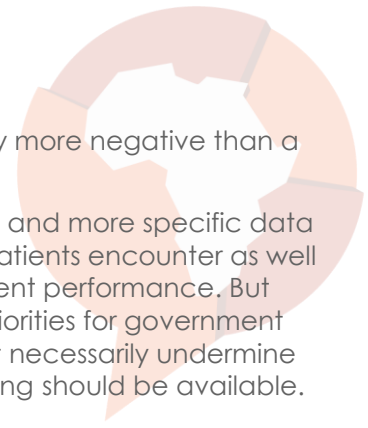 more negative than a
and more specific data
atients encounter as well
ent performance. But
iorities for government
necessarily undermine
ng should be available.